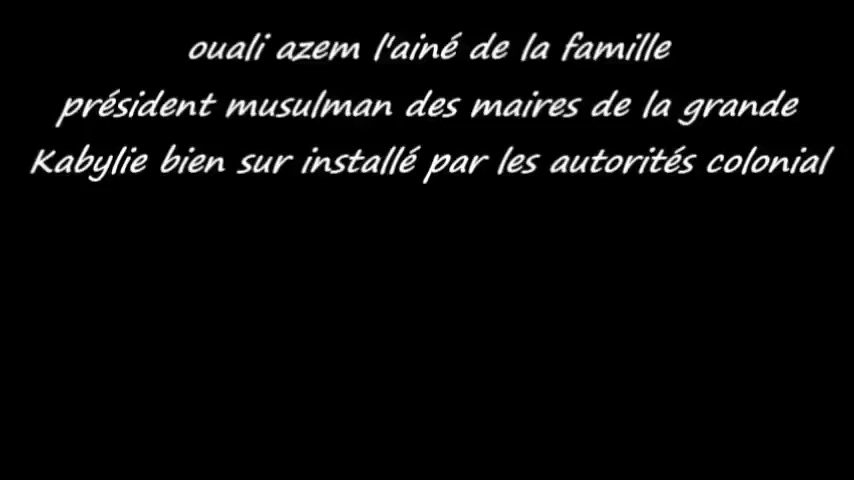 ouali azem l'ainé de la famille
président musulman des maires de la grande
Kabylie bien sur installé par les autorités colonial